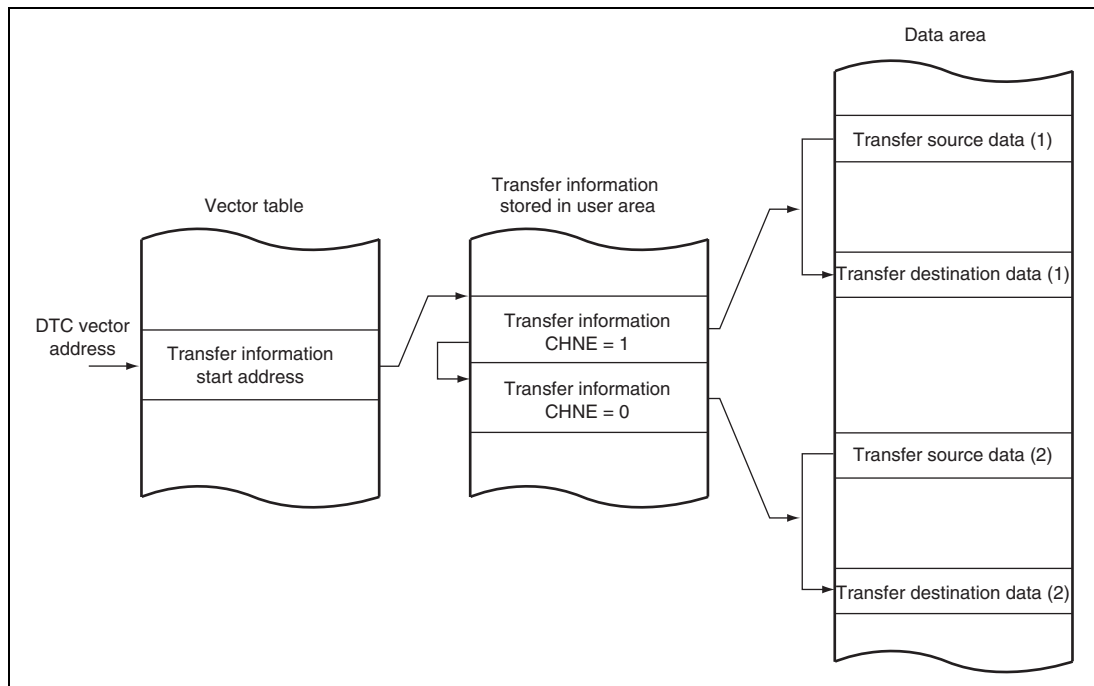 Data area
Transfer source data (1)
Transfer information
stored in user area
Vector table
Transfer destination data (1)
DTC vector
address
Transfer information
start address
Transfer information
CHNE = 1
Transfer information
CHNE = 0
Transfer source data (2)
Transfer destination data (2)